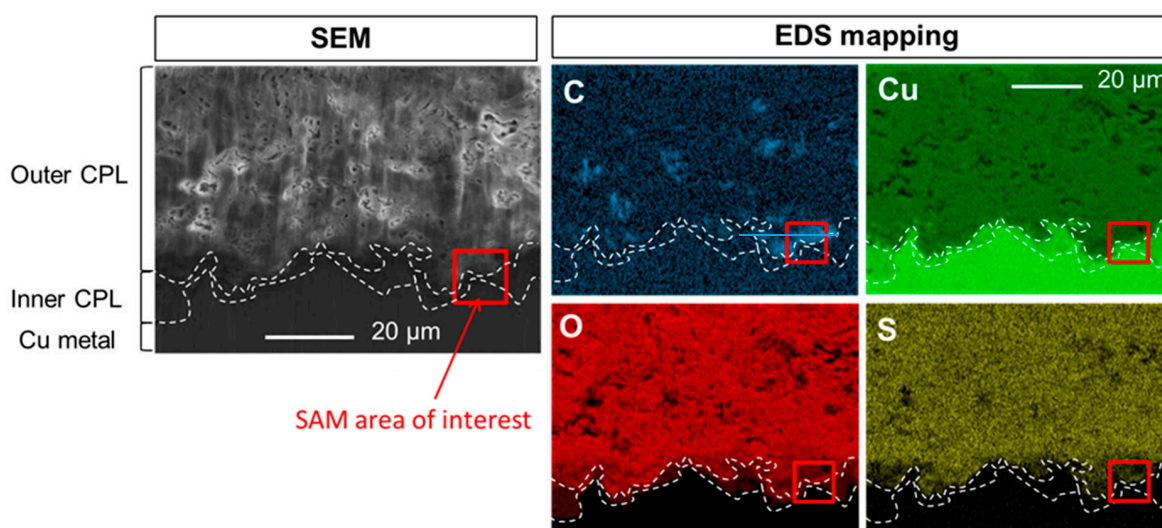 SEM
EDS mapping
Outer CPL
Inner CPL
Cu metal
20 µm
SAM area of interest
C
Cu
20 µm
O
S